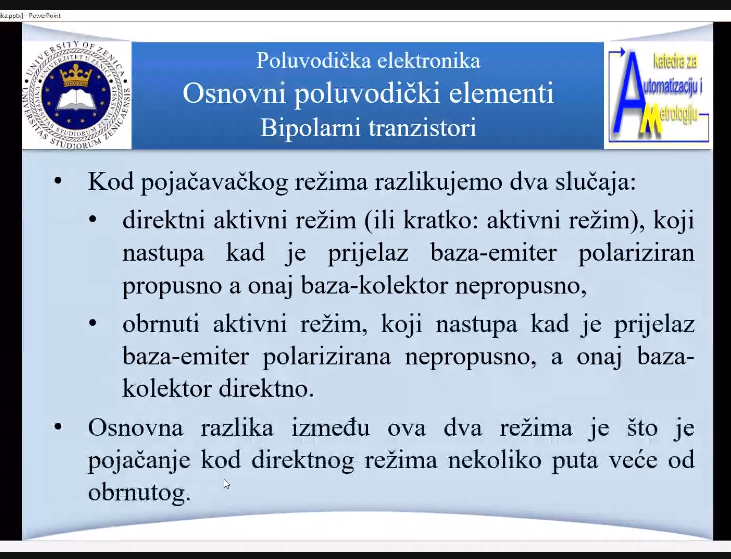 ika.pptx] - PowerPoint
UNIVERSITY OF ZENICA
UNIVERSITAS STUDIORUM ZENICAENSIS
Poluvodička elektronika
Osnovni poluvodički elementi
Bipolarni tranzistori
katedra za
Automatizaciju i
Metrologiju
• Kod pojačavačkog režima razlikujemo dva slučaja:
• direktni aktivni režim (ili kratko: aktivni režim), koji
nastupa kad je prijelaz baza-emiter polariziran
propusno a onaj baza-kolektor nepropusno,
• obrnuti aktivni režim, koji nastupa kad je prijelaz
baza-emiter polarizirana nepropusno, a onaj baza-
kolektor direktno.
• Osnovna razlika između ova dva režima je što je
pojačanje kod direktnog režima nekoliko puta veće od
obrnutog.